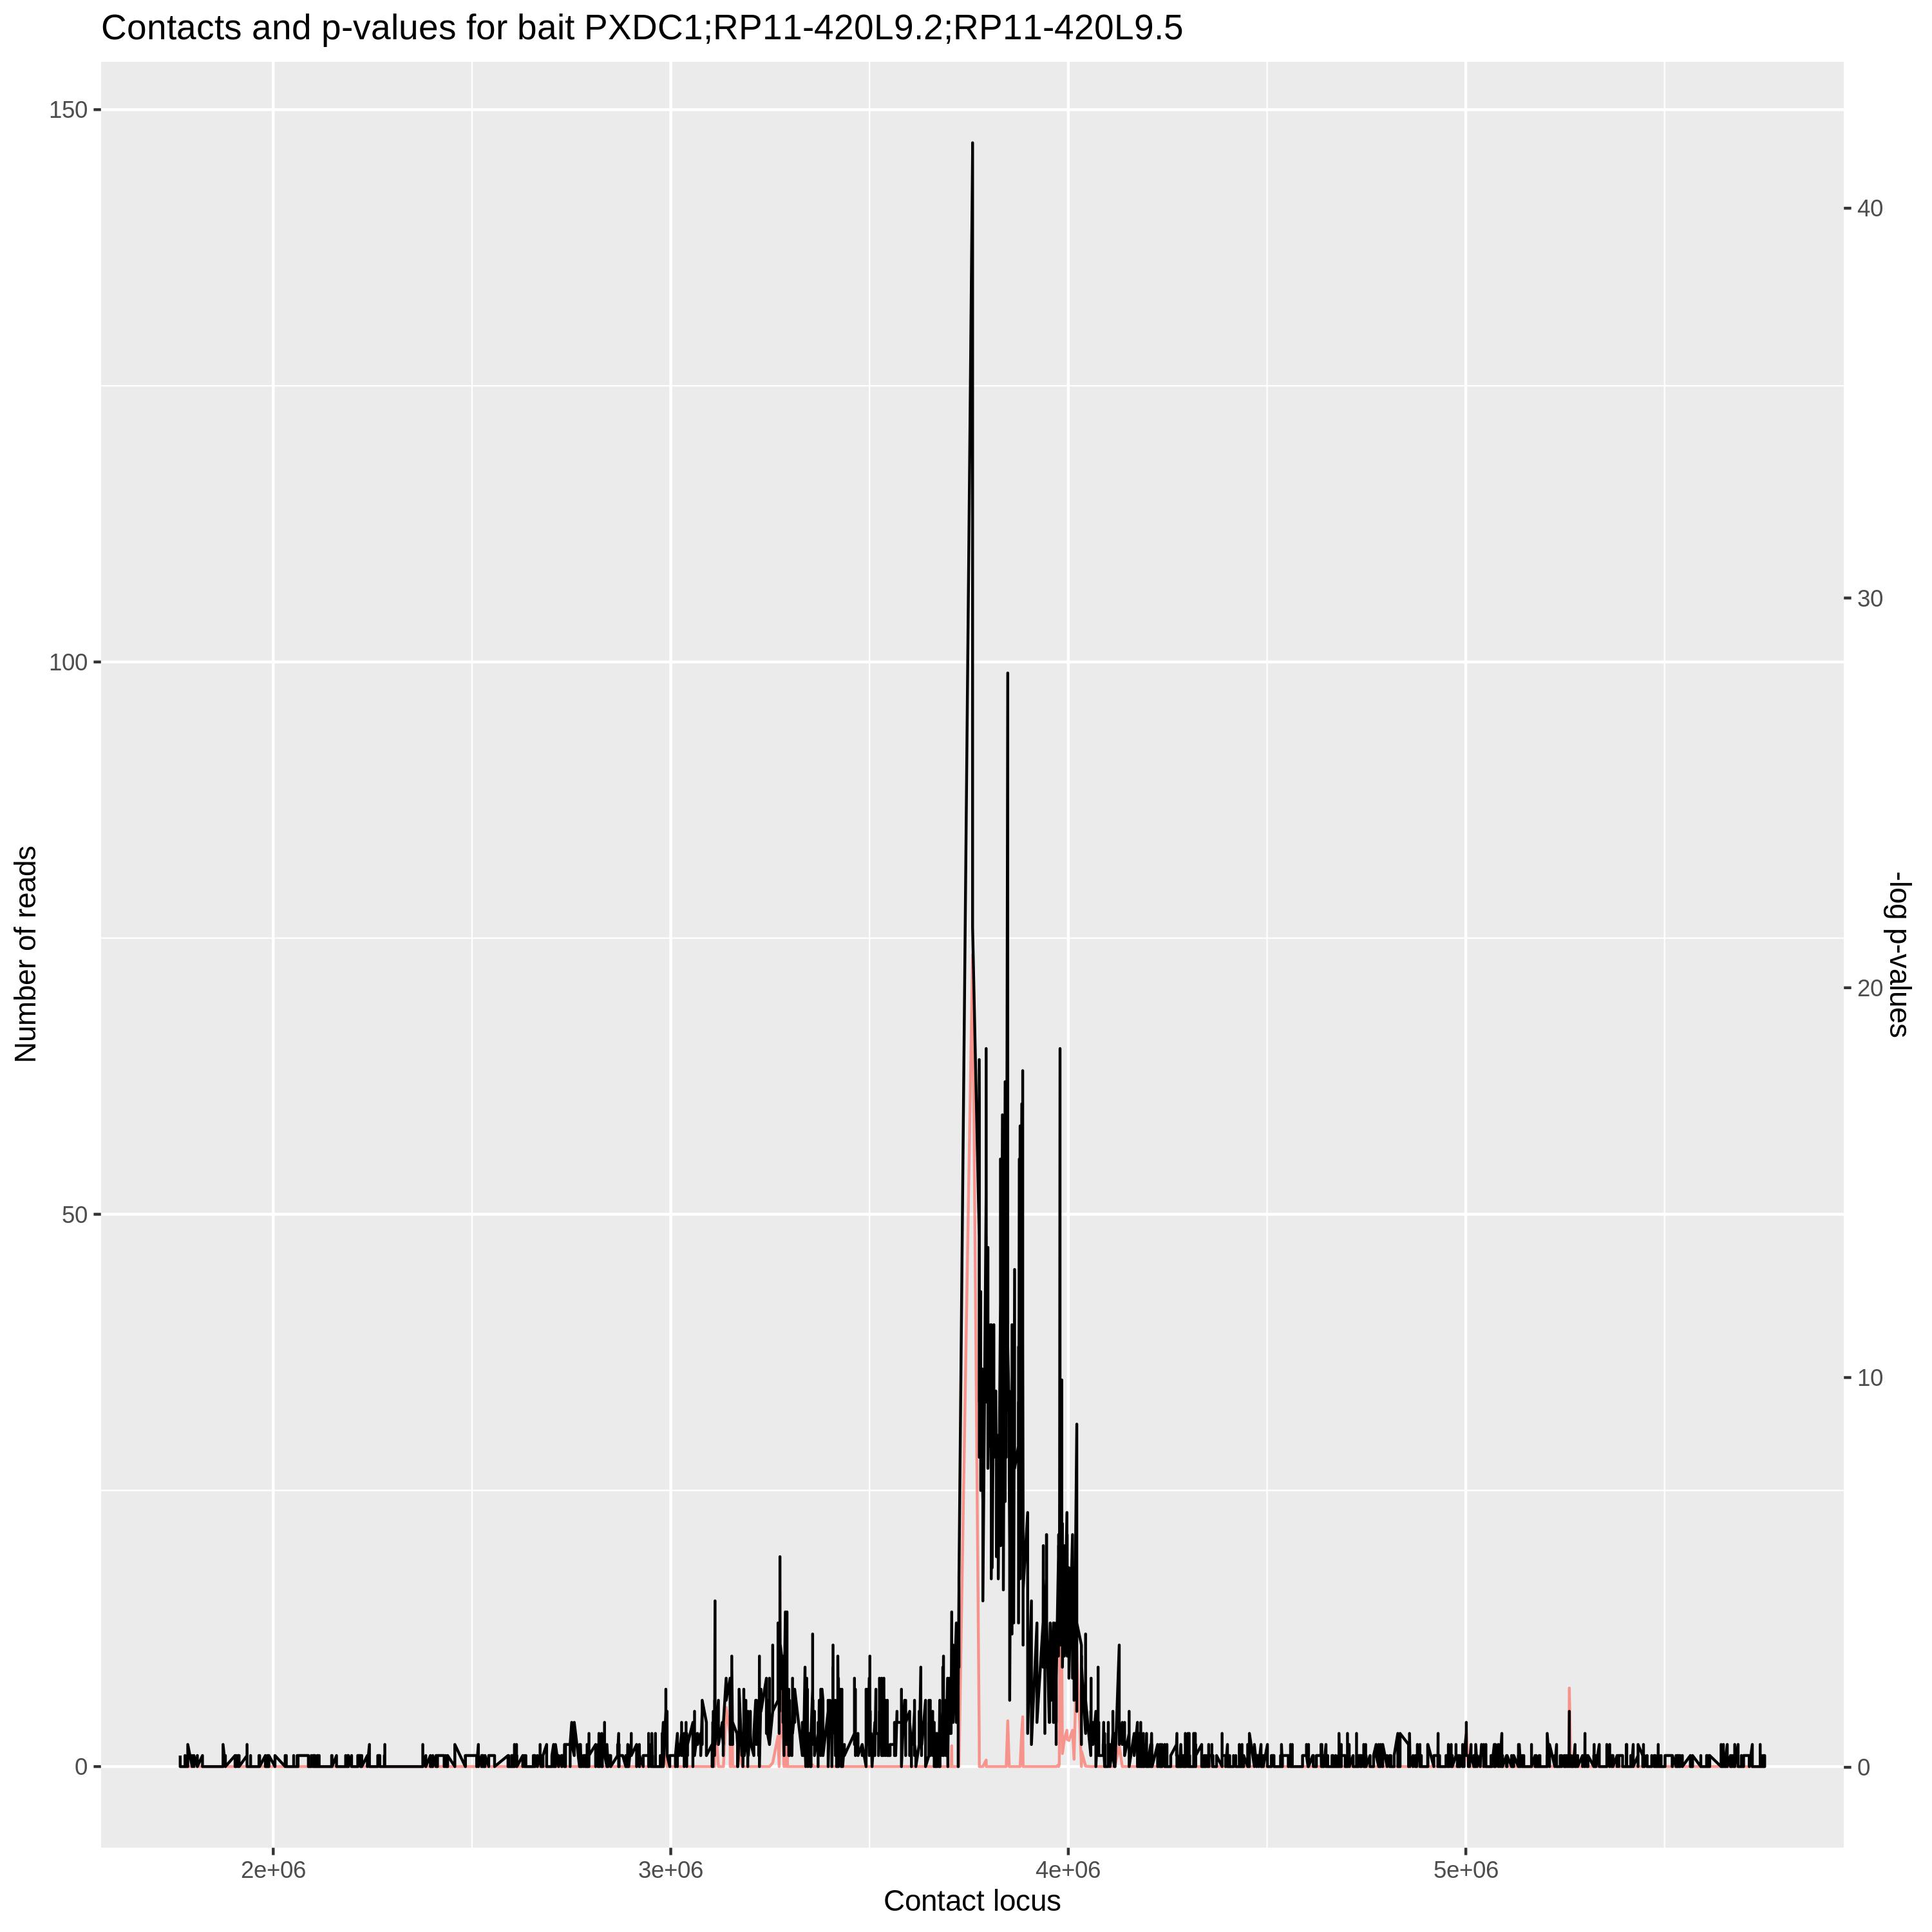 Contacts and p-values for bait PXDC1;RP11-420L9.2;RP11-420L9.5
150
100
50
0
Number of reads
40
30
20
10
0
-log p-values
2e+06
3e+06
4e+06
5e+06
Contact locus